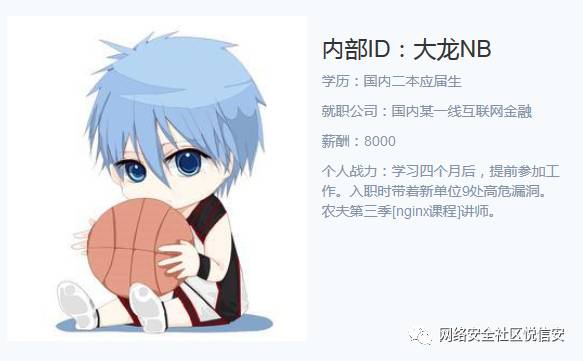 内部ID：大龙NB
学历：国内二本应届生
就职公司：国内某一线互联网金融
薪酬：8000
个人战力：学习四个月后，提前参加工
作。入职时带着新单位9处高危漏洞。
农夫第三季[nginx课程]讲师。
网络安全社区悦信安